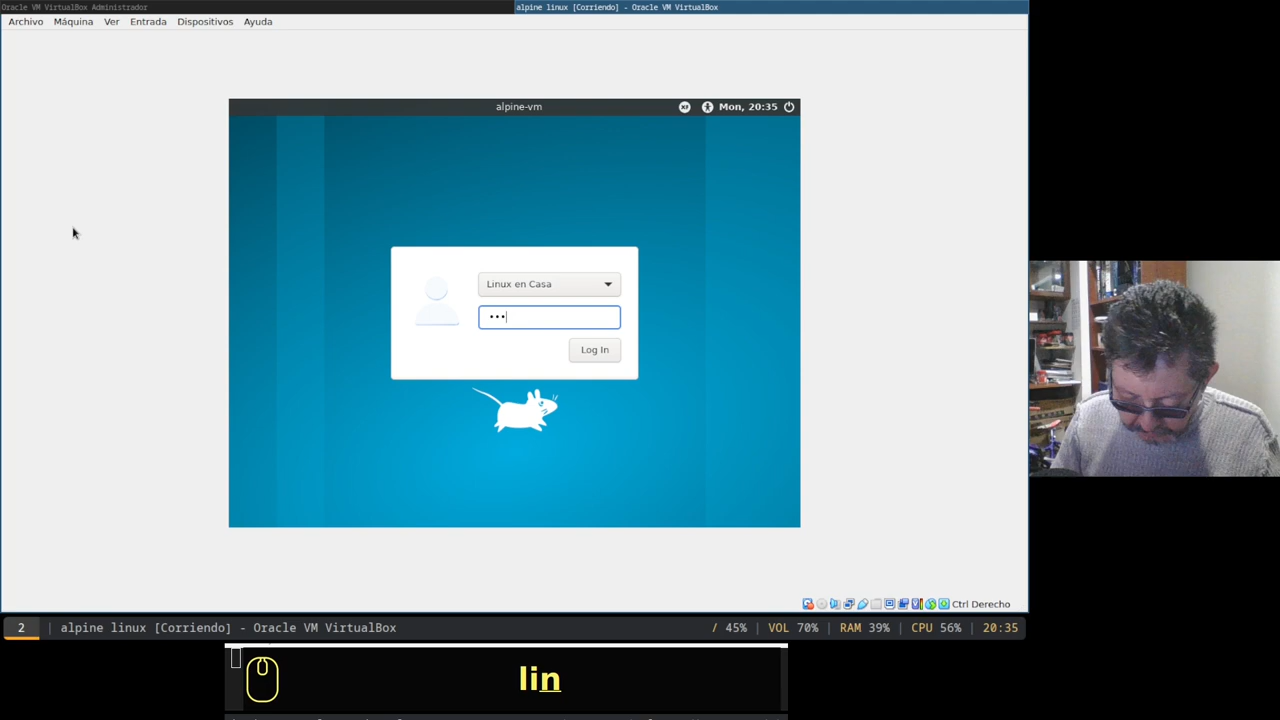 Oracle VM VirtualBox Administrador
alpine linux [Corriendo] - Oracle VM VirtualBox
Archivo Máquina Ver Entrada Dispositivos Ayuda
alpine-vm
Mon, 20:35
Linux en Casa
•••
Log In
Ctrl Derecho
2 | alpine linux [Corriendo] - Oracle VM VirtualBox
/ 45% | VOL 70% | RAM 39% | CPU 56% | 20:35
lin